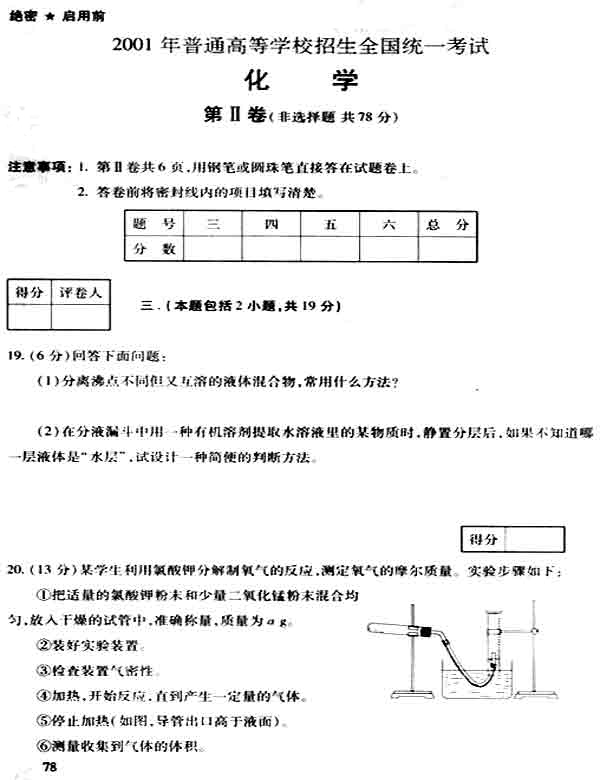 绝密 ★ 启用前
2001 年普通高等学校招生全国统一考试
化 学
第 Ⅱ 卷(非选择题 共 78 分)
注意事项: 1. 第Ⅱ卷共 6 页,用钢笔或圆珠笔直接答在试题卷上。
2. 答卷前将密封线内的项目填写清楚。
题 号 三 四 五 六 总 分
分 数
得分 评卷人
三.(本题包括 2 小题,共 19 分)
19. (6 分)回答下面问题:
(1)分离沸点不同但又互溶的液体混合物,常用什么方法?
(2)在分液漏斗中用一种有机溶剂提取水溶液里的某物质时,静置分层后,如果不知道哪
一层液体是“水层”,试设计一种简便的判断方法。
得分
20. (13 分)某学生利用氯酸钾分解制氧气的反应,测定氧气的摩尔质量。实验步骤如下:
①把适量的氯酸钾粉末和少量二氧化锰粉末混合均
匀,放入干燥的试管中,准确称量,质量为 a g。
②装好实验装置。
③检查装置气密性。
④加热,开始反应,直到产生一定量的气体。
⑤停止加热(如图,导管出口高于液面)。
⑥测量收集到气体的体积。
78